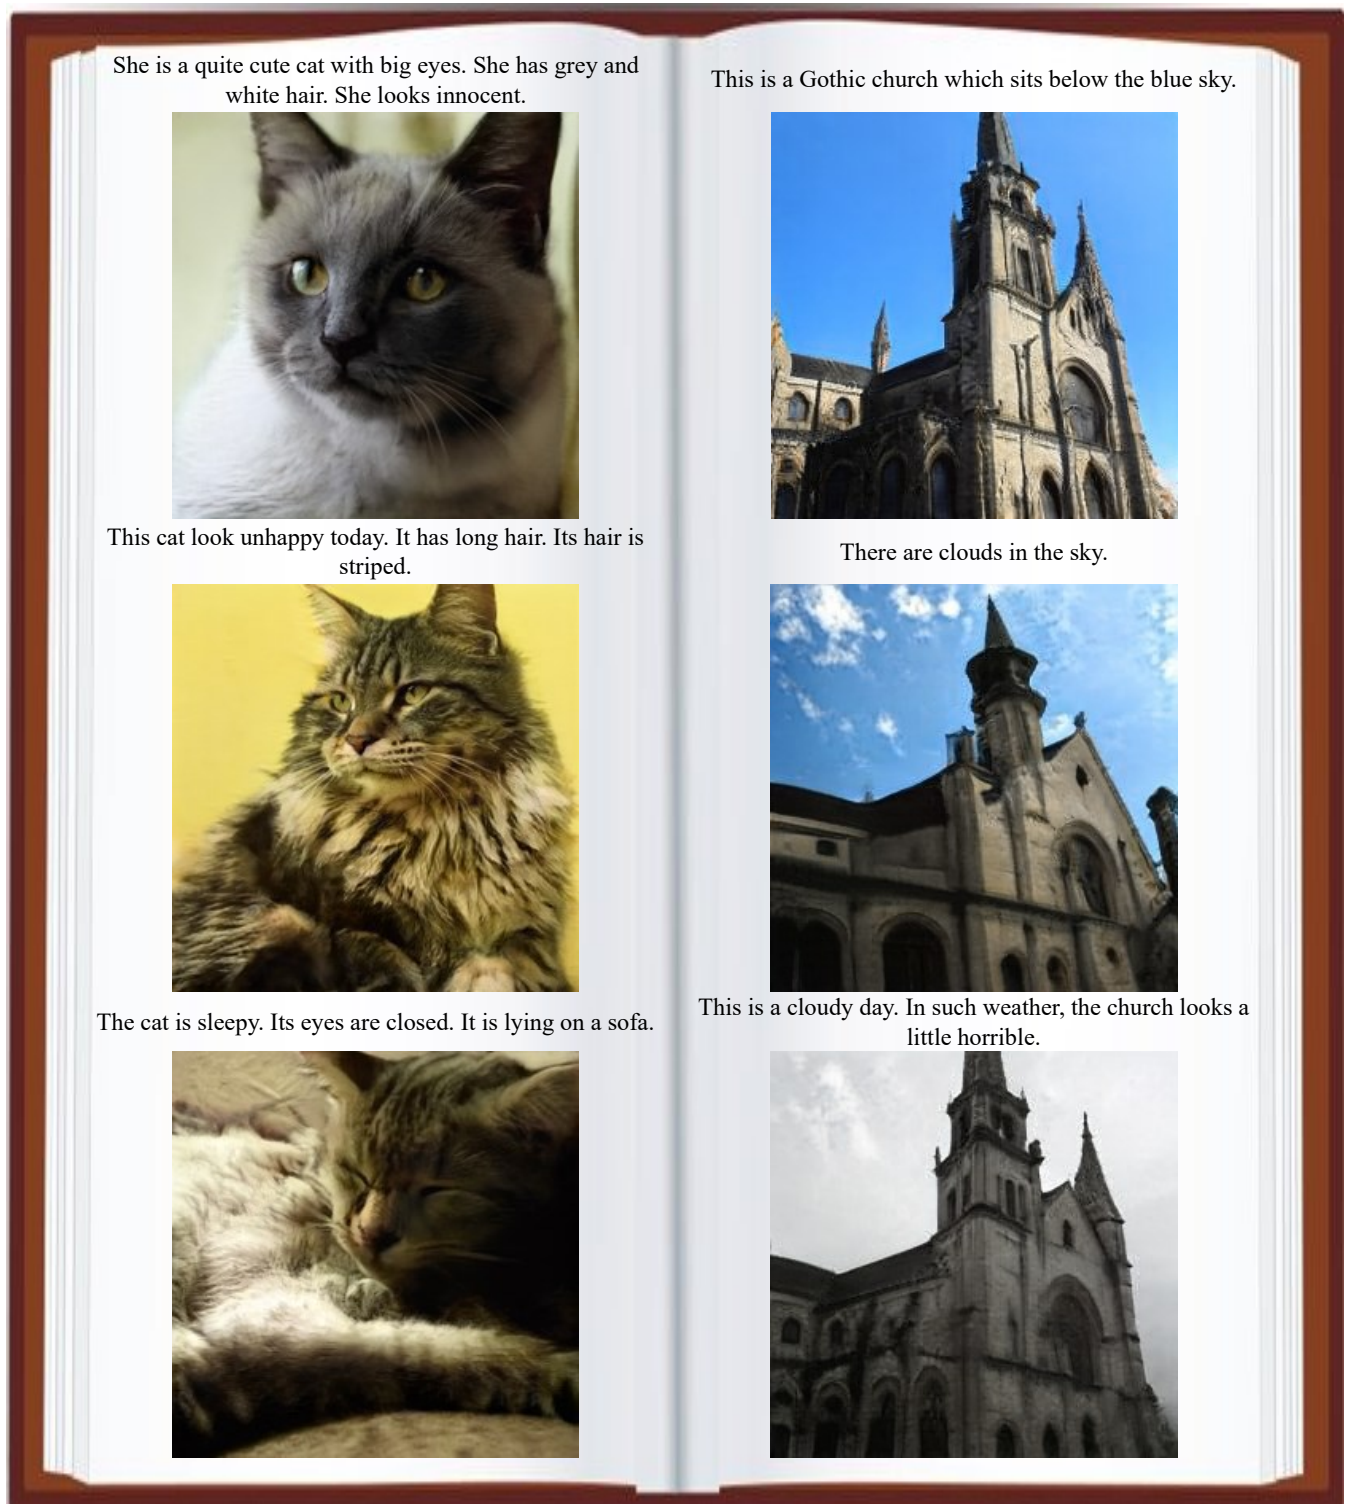 She is a quite cute cat with big eyes. She has grey and
white hair. She looks innocent.
This cat look unhappy today. It has long hair. Its hair is
striped.
The cat is sleepy. Its eyes are closed. It is lying on a sofa.
This is a Gothic church which sits below the blue sky.
There are clouds in the sky.
This is a cloudy day. In such weather, the church looks a
little horrible.